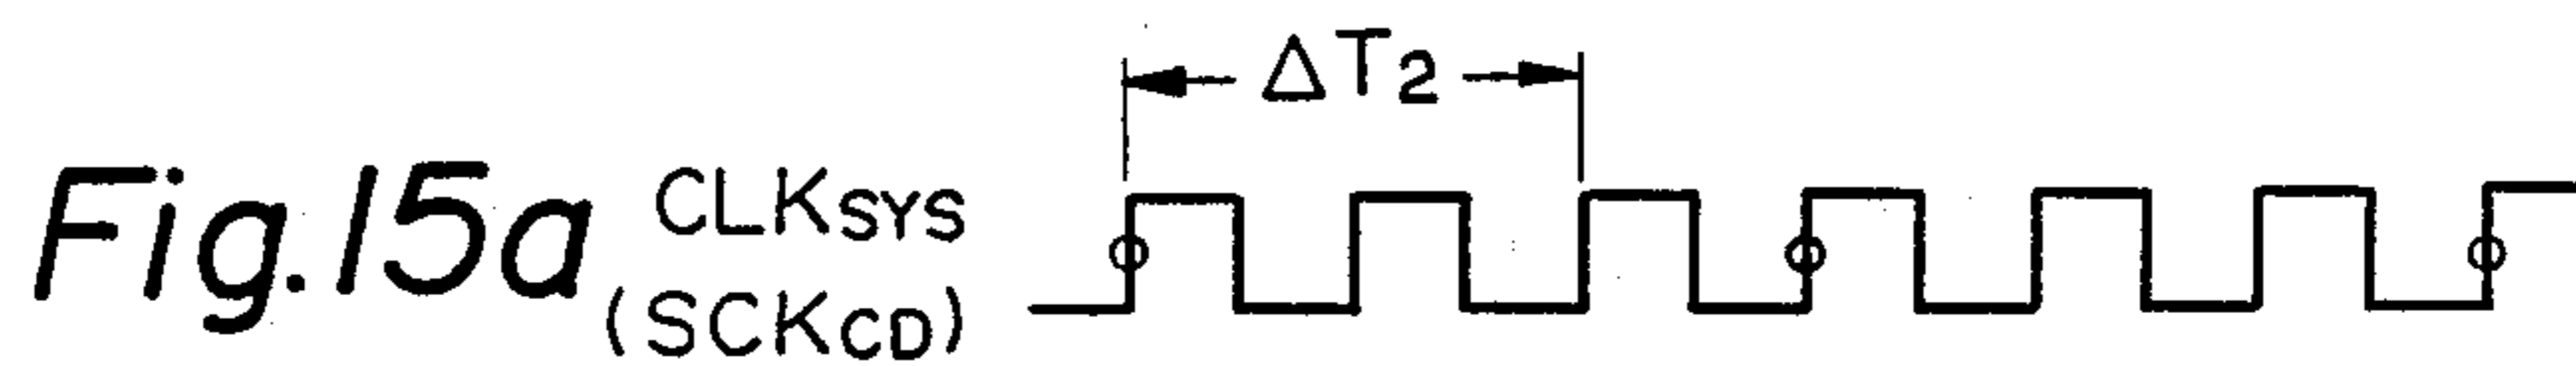 ΔT2
Fig.15a CLKSYS
(SCKCD)